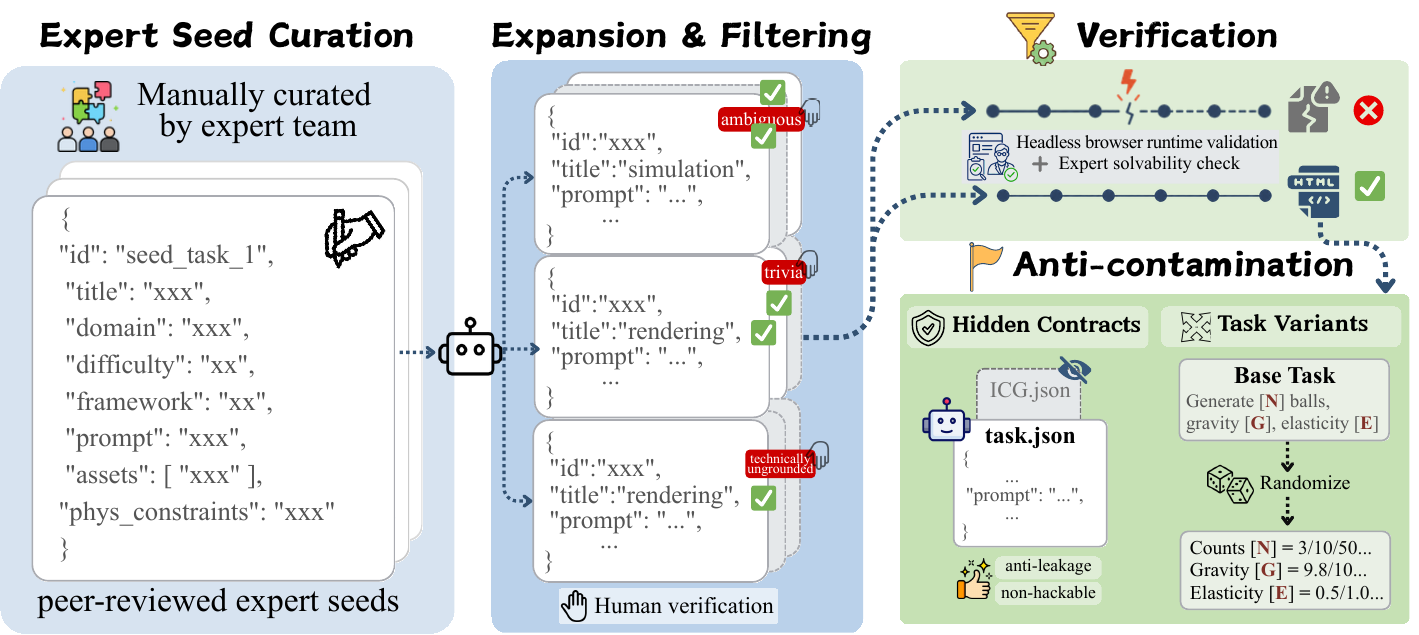 Expert Seed Curation
Manually curated
by expert team
{
"id": "seed_task_1",
"title": "xxx",
"domain": "xxx",
"difficulty": "xx",
"framework": "xx",
"prompt": "xxx",
"assets": [ "xxx" ],
"phys_constraints": "xxx"
}
peer-reviewed expert seeds
Expansion & Filtering
ambiguous
{
"id":"xxx",
"title":"simulation",
"prompt": "...",
...
}
trivia
{
"id":"xxx",
"title":"rendering",
"prompt": "...",
...
}
technically
ungrounded
{
"id":"xxx",
"title":"rendering",
"prompt": "...",
...
}
Human verification
Verification
Headless browser runtime validation
+ Expert solvability check
HTML
</>
Anti-contamination
Hidden Contracts
ICG.json
task.json
{
...
"prompt": "...",
...
}
anti-leakage
non-hackable
Task Variants
Base Task
Generate [N] balls,
gravity [G], elasticity [E]
Randomize
Counts [N] = 3/10/50...
Gravity [G] = 9.8/10...
Elasticity [E] = 0.5/1.0...